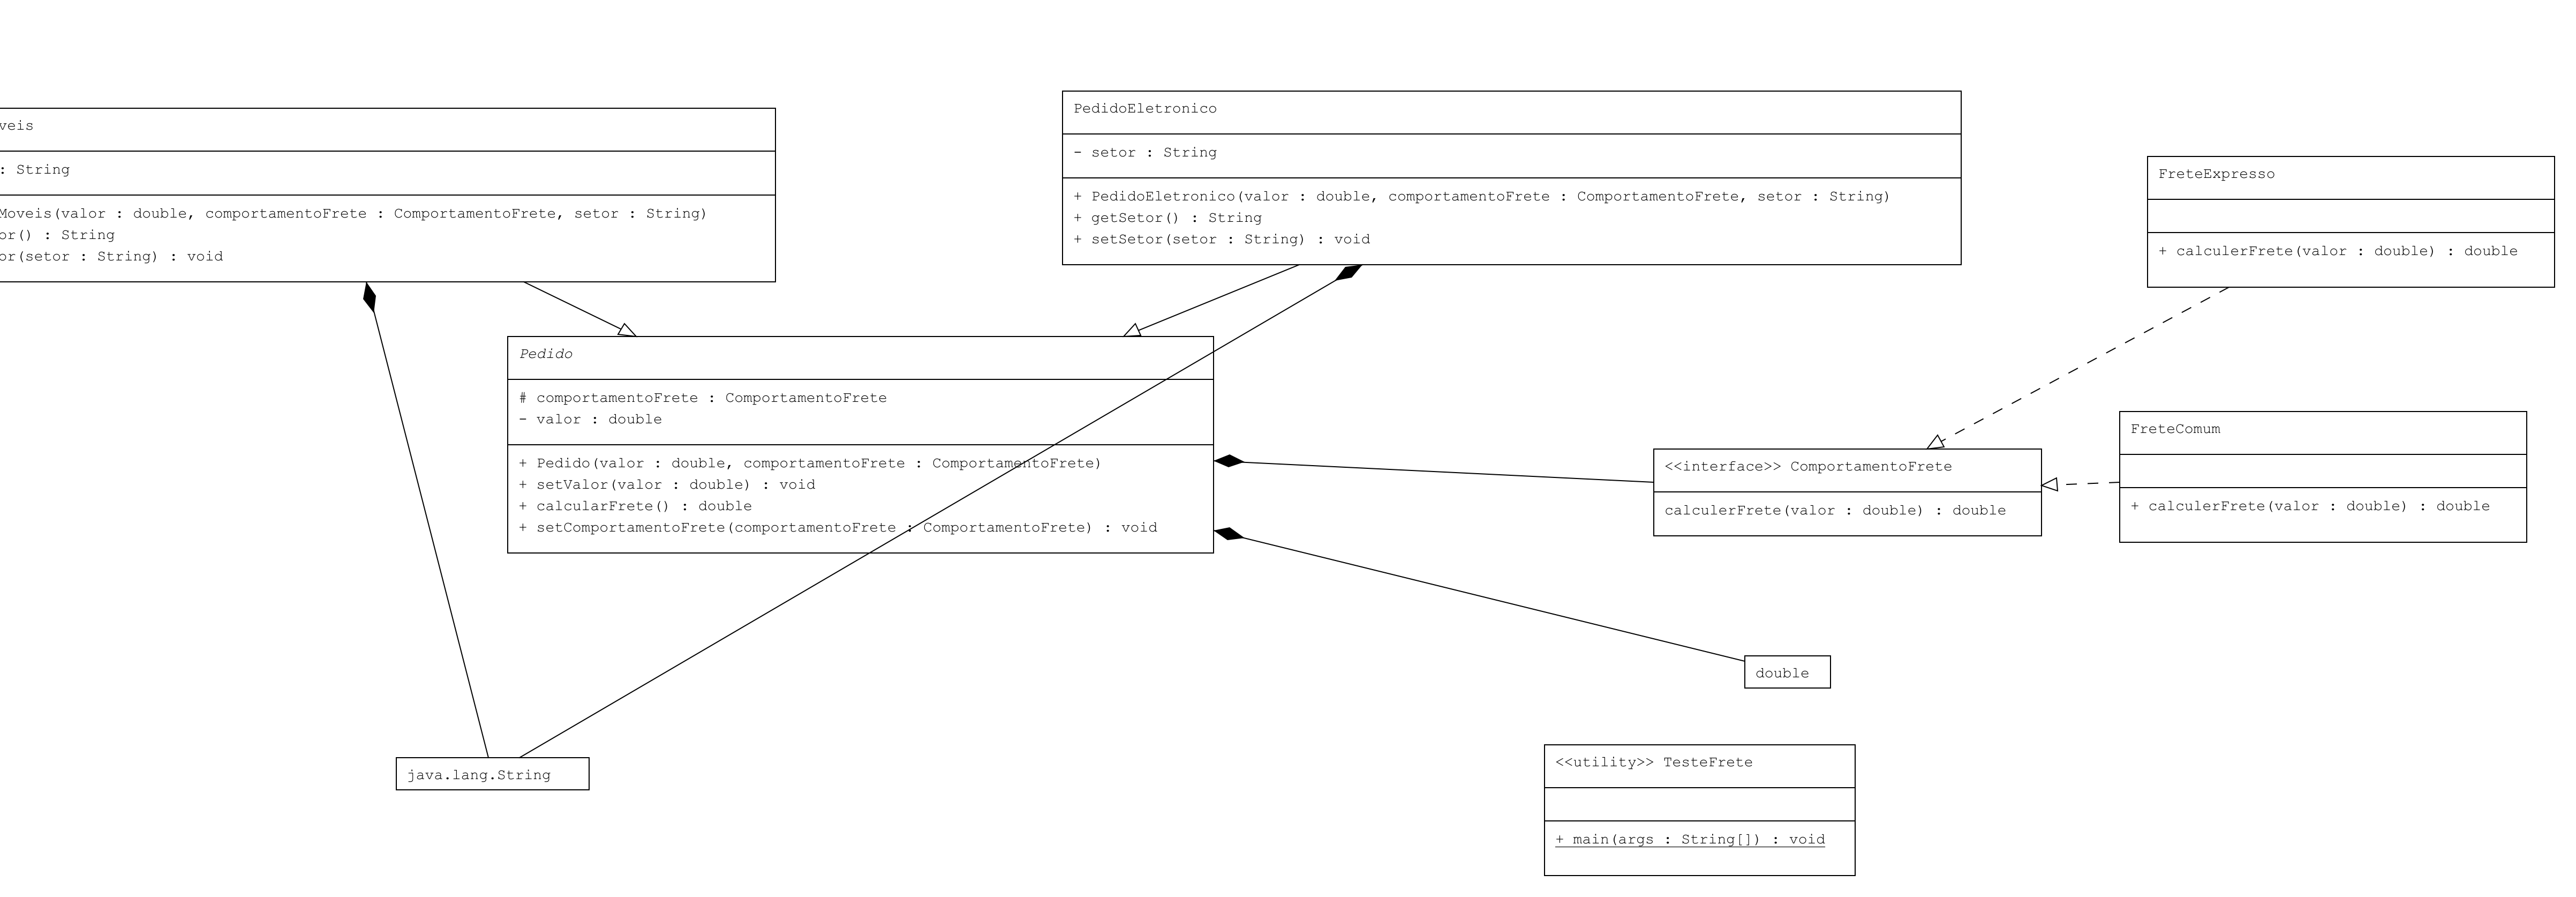 veis
: String
Moveis(valor : double, comportamentoFrete : ComportamentoFrete, setor : String)
or() : String
or(setor : String) : void
PedidoEletronico
- setor : String
+ PedidoEletronico(valor : double, comportamentoFrete : ComportamentoFrete, setor : String)
+ getSetor() : String
+ setSetor(setor : String) : void
FreteExpresso
+ calculerFrete(valor : double) : double
Pedido
# comportamentoFrete : ComportamentoFrete
- valor : double
+ Pedido(valor : double, comportamentoFrete : ComportamentoFrete)
+ setValor(valor : double) : void
+ calcularFrete() : double
+ setComportamentoFrete(comportamentoFrete : ComportamentoFrete) : void
<<interface>> ComportamentoFrete
calculerFrete(valor : double) : double
FreteComum
+ calculerFrete(valor : double) : double
double
java.lang.String
<<utility>> TesteFrete
+ main(args : String[]) : void